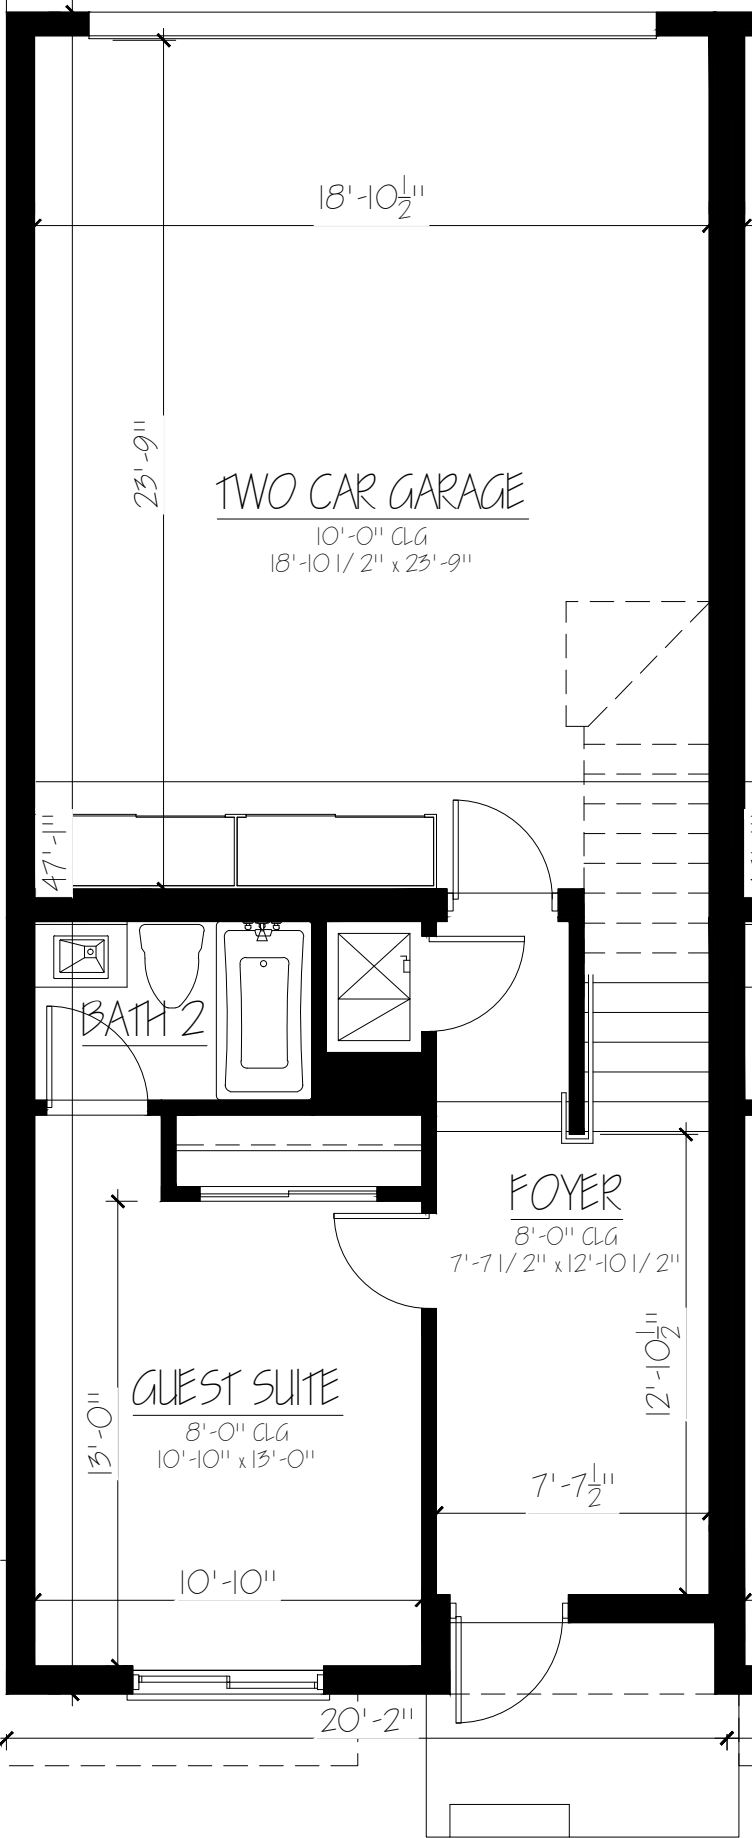 18'-10 1/2"
23'-9"
TWO CAR GARAGE
10'-0" CLG
18'-10 1/2" x 23'-9"
47'-1"
BATH 2
FOYER
8'-0" CLG
7'-7 1/2" x 12'-10 1/2"
12'-10 1/2"
GUEST SUITE
8'-0" CLG
10'-10" x 13'-0"
13'-0"
7'-7 1/2"
10'-10"
20'-2"